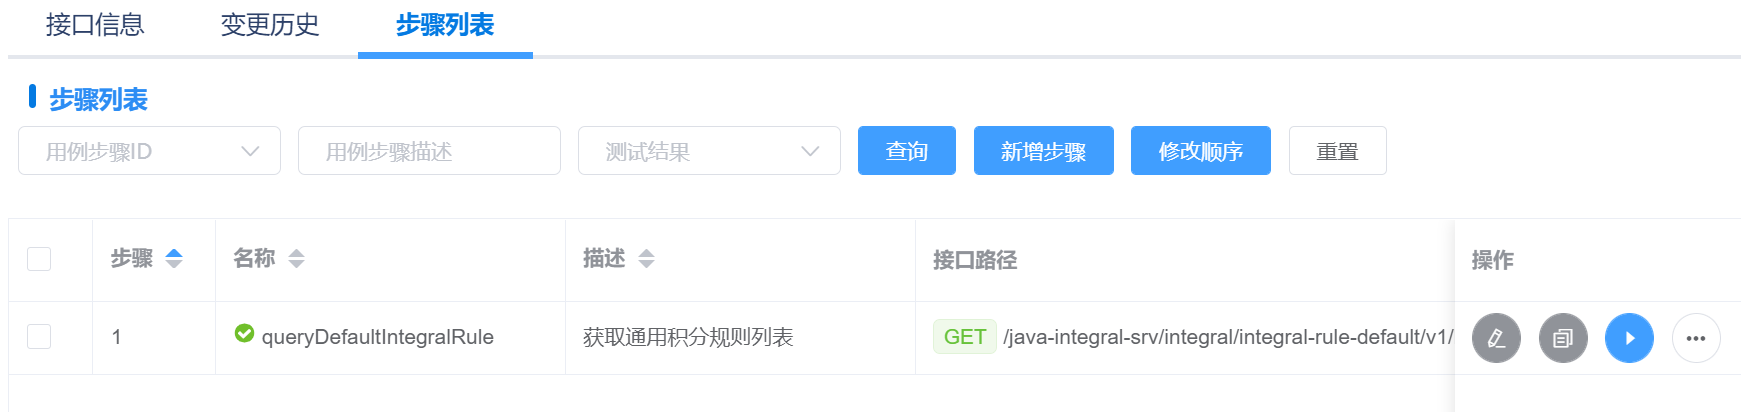 接口信息 变更历史 步骤列表
步骤列表
用例步骤ID 用例步骤描述 测试结果 查询 新增步骤 修改顺序 重置
步骤 名称 描述 接口路径 操作
1 queryDefaultIntegralRule 获取通用积分规则列表 GET /java-integral-srv/integral/integral-rule-default/v1/